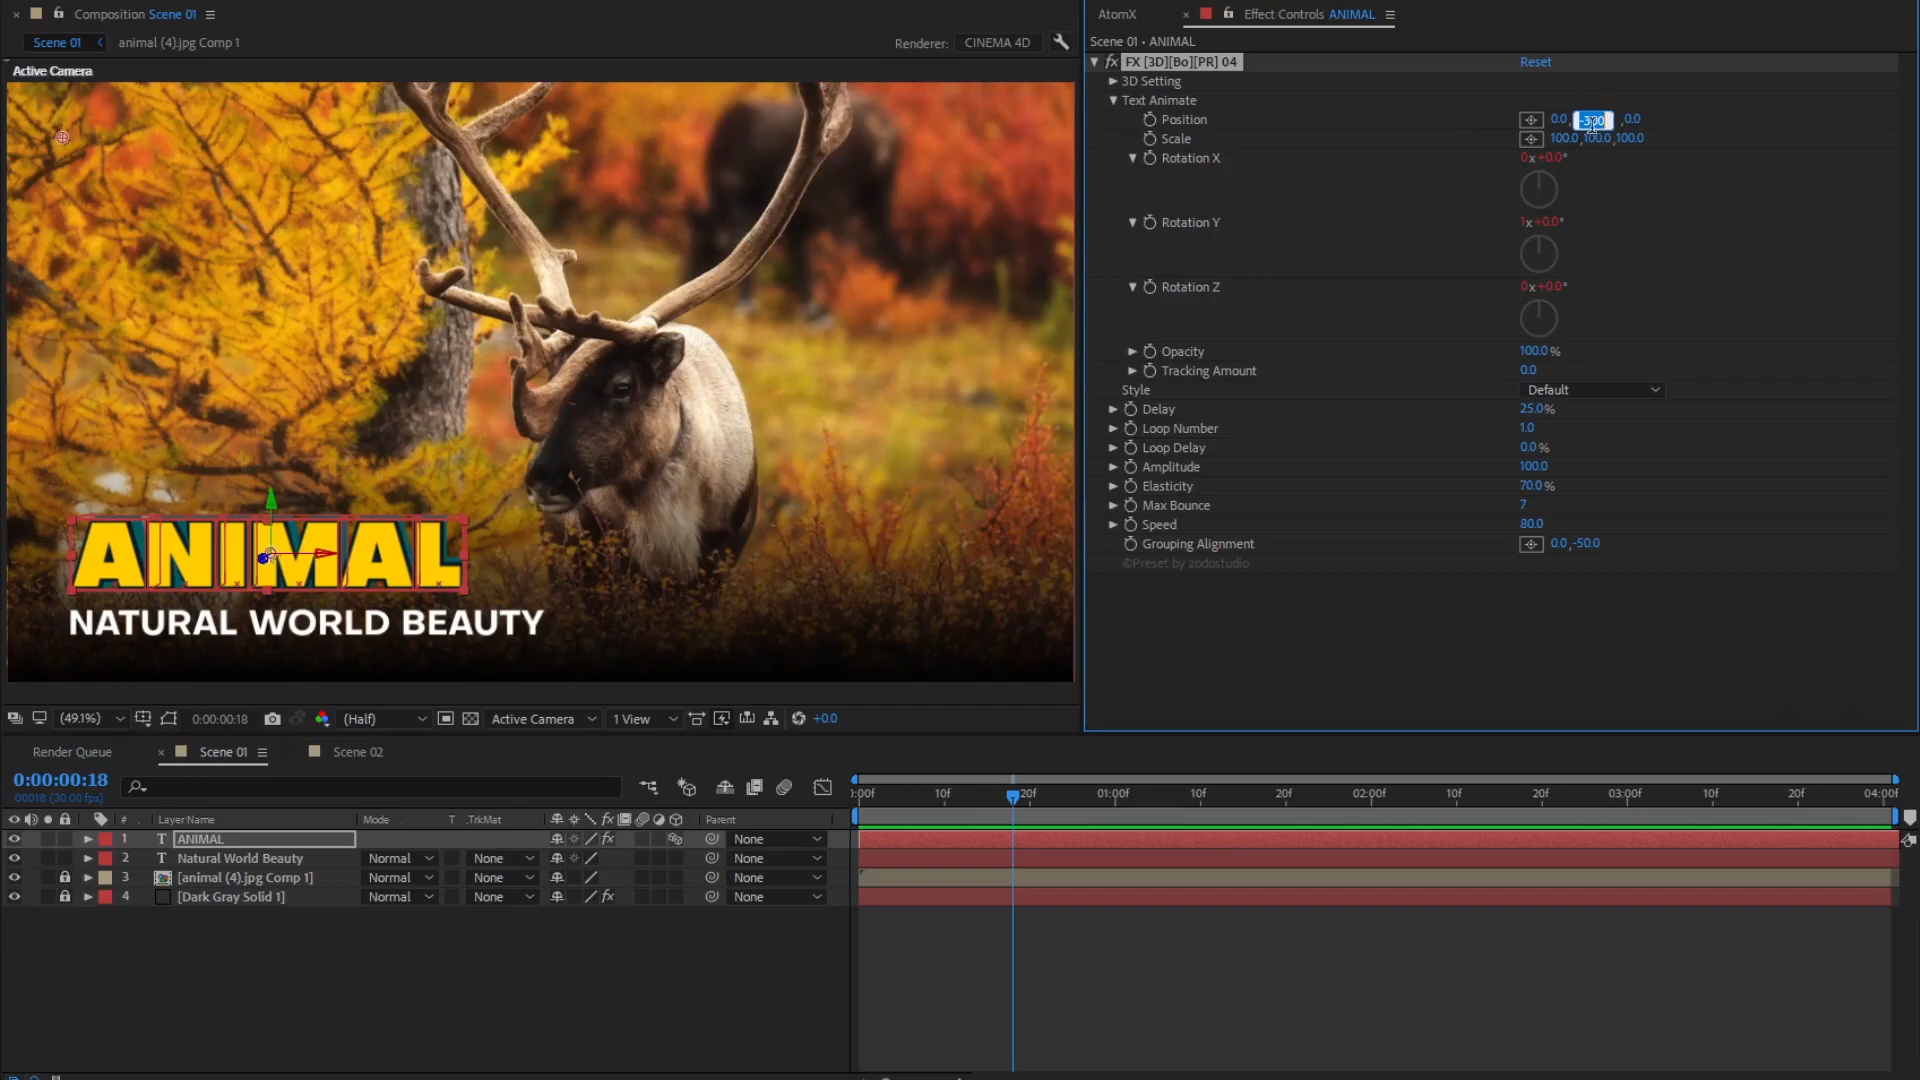 × Composition Scene 01
AtomX × Effect Controls ANIMAL
Scene 01 animal (4).jpg Comp 1
Renderer: CINEMA 4D
Scene 01 • ANIMAL
Active Camera
fx FX [3D][Bo][PR] 04 Reset
3D Setting
Text Animate
Position 0.0, -300 ,0.0
Scale 100.0,100.0,100.0
Rotation X 0x+0.0°
Rotation Y 1x+0.0°
Rotation Z 0x+0.0°
Opacity 100.0%
Tracking Amount 0.0
Style Default
Delay 25.0%
Loop Number 1.0
Loop Delay 0.0%
Amplitude 100.0
Elasticity 70.0%
Max Bounce 7
Speed 80.0
Grouping Alignment 0.0,-50.0
©Preset by zodostudio
ANIMAL
NATURAL WORLD BEAUTY
(49.1%) 0:00:00:18 (Half) Active Camera 1 View +0.0
Render Queue × Scene 01 Scene 02
0:00:00:18
00018 (30.00 fps)
:00f 10f 20f 01:00f 10f 20f 02:00f 10f 20f 03:00f 10f 20f 04:00f
# Layer Name Mode T .TrkMat fx Parent
1 T ANIMAL fx None
2 T Natural World Beauty Normal None None
3 [animal (4).jpg Comp 1] Normal None None
4 [Dark Gray Solid 1] Normal None fx None